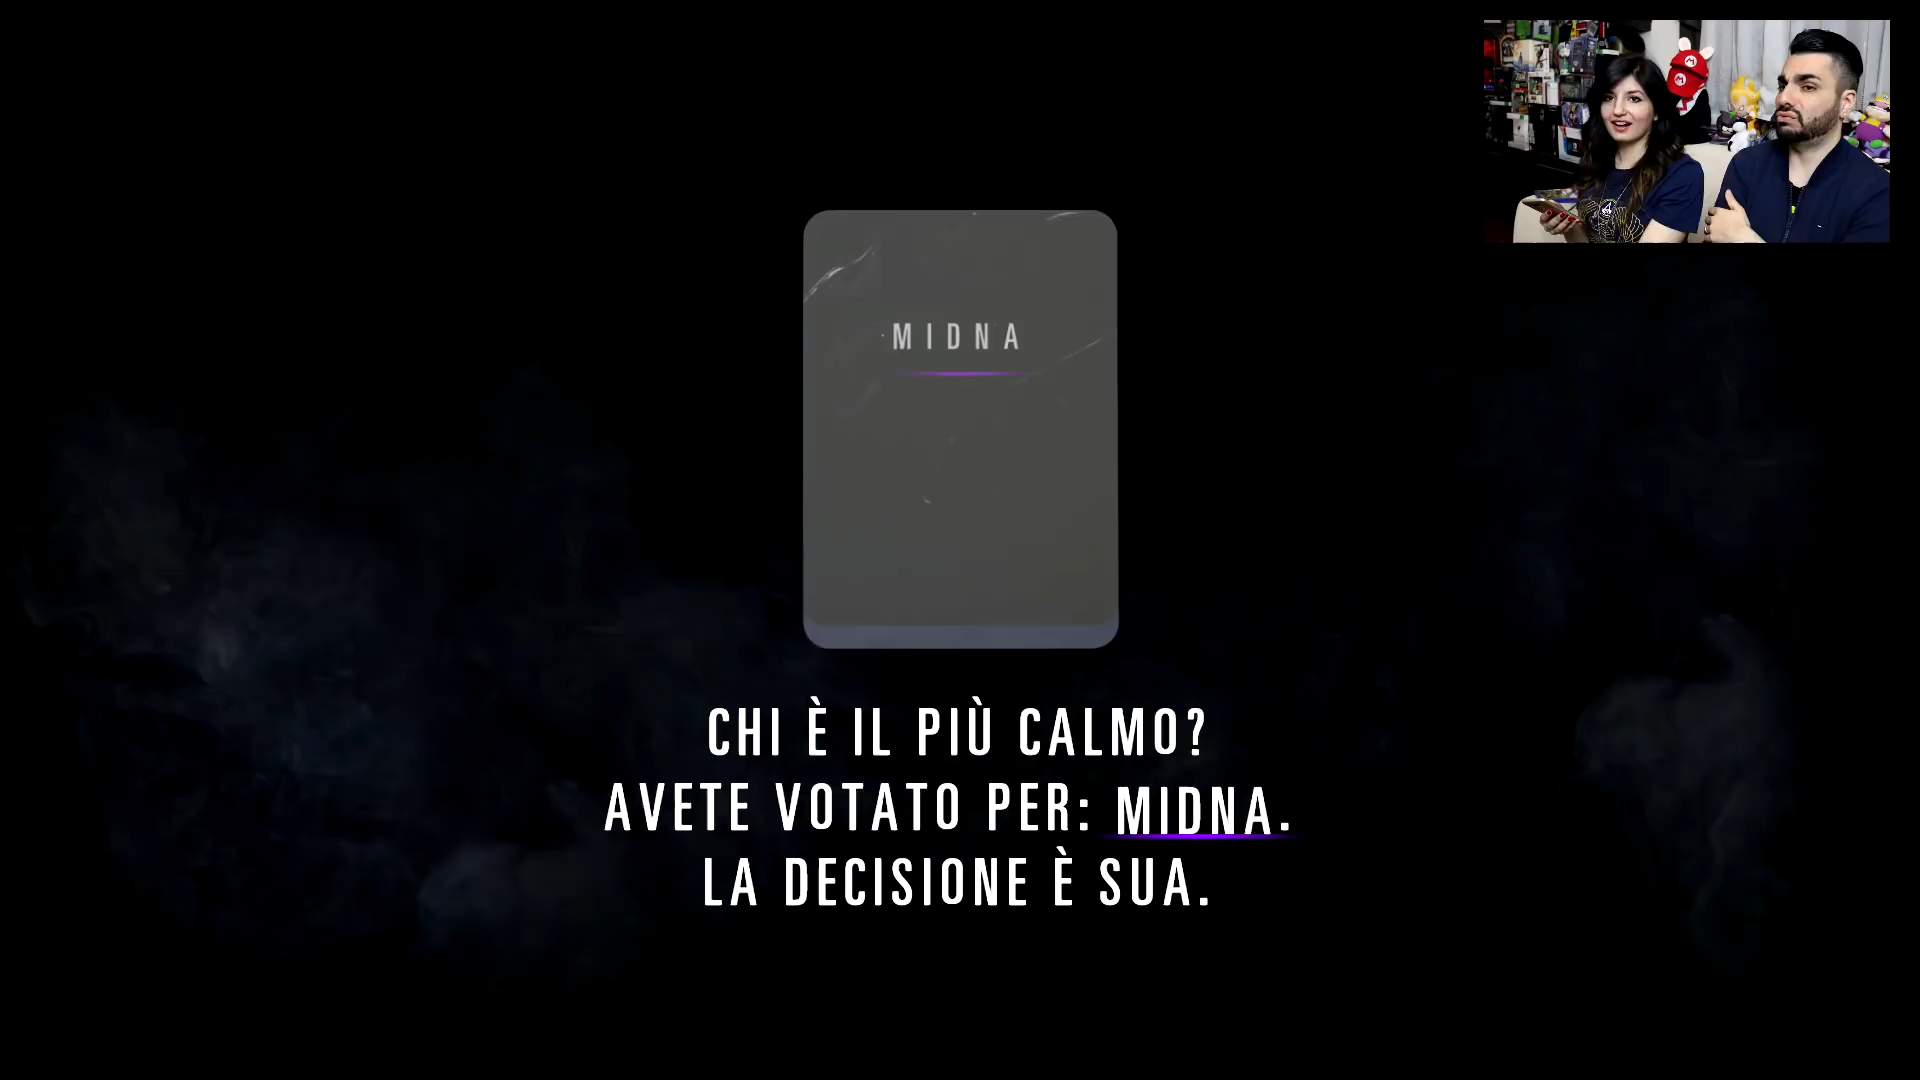 MIDNA
CHI È IL PIÙ CALMO?
AVETE VOTATO PER: MIDNA.
LA DECISIONE È SUA.